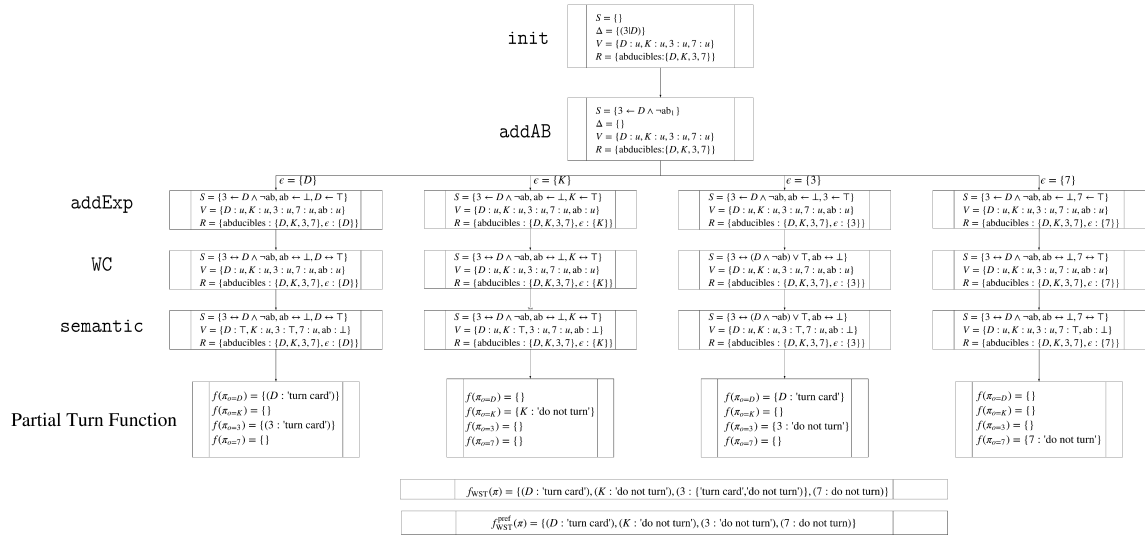 init
S = {}
Δ = {(3|D)}
V = {D : u, K : u, 3 : u, 7 : u}
R = {abducibles:{D, K, 3, 7}}
addAB
S = {3 ← D ∧ ¬ab₁}
Δ = {}
V = {D : u, K : u, 3 : u, 7 : u}
R = {abducibles:{D, K, 3, 7}}
addExp
ϵ = {D}
S = {3 ← D ∧ ¬ab, ab ← ⊥, D ← ⊤}
V = {D : u, K : u, 3 : u, 7 : u, ab : u}
R = {abducibles : {D, K, 3, 7}, ϵ : {D}}
ϵ = {K}
S = {3 ← D ∧ ¬ab, ab ← ⊥, K ← ⊤}
V = {D : u, K : u, 3 : u, 7 : u, ab : u}
R = {abducibles : {D, K, 3, 7}, ϵ : {K}}
ϵ = {3}
S = {3 ← D ∧ ¬ab, ab ← ⊥, 3 ← ⊤}
V = {D : u, K : u, 3 : u, 7 : u, ab : u}
R = {abducibles : {D, K, 3, 7}, ϵ : {3}}
ϵ = {7}
S = {3 ← D ∧ ¬ab, ab ← ⊥, 7 ← ⊤}
V = {D : u, K : u, 3 : u, 7 : u, ab : u}
R = {abducibles : {D, K, 3, 7}, ϵ : {7}}
WC
S = {3 ↔ D ∧ ¬ab, ab ↔ ⊥, D ↔ ⊤}
V = {D : u, K : u, 3 : u, 7 : u, ab : u}
R = {abducibles : {D, K, 3, 7}, ϵ : {D}}
S = {3 ↔ D ∧ ¬ab, ab ↔ ⊥, K ↔ ⊤}
V = {D : u, K : u, 3 : u, 7 : u, ab : u}
R = {abducibles : {D, K, 3, 7}, ϵ : {K}}
S = {3 ↔ (D ∧ ¬ab) ∨ ⊤, ab ↔ ⊥}
V = {D : u, K : u, 3 : u, 7 : u, ab : u}
R = {abducibles : {D, K, 3, 7}, ϵ : {3}}
S = {3 ↔ D ∧ ¬ab, ab ↔ ⊥, 7 ↔ ⊤}
V = {D : u, K : u, 3 : u, 7 : u, ab : u}
R = {abducibles : {D, K, 3, 7}, ϵ : {7}}
semantic
S = {3 ↔ D ∧ ¬ab, ab ↔ ⊥, D ↔ ⊤}
V = {D : ⊤, K : u, 3 : ⊤, 7 : u, ab : ⊥}
R = {abducibles : {D, K, 3, 7}, ϵ : {D}}
S = {3 ↔ D ∧ ¬ab, ab ↔ ⊥, K ↔ ⊤}
V = {D : u, K : ⊤, 3 : u, 7 : u, ab : ⊥}
R = {abducibles : {D, K, 3, 7}, ϵ : {K}}
S = {3 ↔ (D ∧ ¬ab) ∨ ⊤, ab ↔ ⊥}
V = {D : u, K : u, 3 : ⊤, 7 : u, ab : ⊥}
R = {abducibles : {D, K, 3, 7}, ϵ : {3}}
S = {3 ↔ D ∧ ¬ab, ab ↔ ⊥, 7 ↔ ⊤}
V = {D : u, K : u, 3 : u, 7 : ⊤, ab : ⊥}
R = {abducibles : {D, K, 3, 7}, ϵ : {7}}
Partial Turn Function
f(π_{o=D}) = {(D : 'turn card')}
f(π_{o=K}) = {}
f(π_{o=3}) = {(3 : 'turn card')}
f(π_{o=7}) = {}
f(π_{o=D}) = {}
f(π_{o=K}) = {K : 'do not turn'}
f(π_{o=3}) = {}
f(π_{o=7}) = {}
f(π_{o=D}) = {D : 'turn card'}
f(π_{o=K}) = {}
f(π_{o=3}) = {3 : 'do not turn'}
f(π_{o=7}) = {}
f(π_{o=D}) = {}
f(π_{o=K}) = {}
f(π_{o=3}) = {}
f(π_{o=7}) = {7 : 'do not turn'}
f_{WST}(π) = {(D : 'turn card'), (K : 'do not turn'), (3 : {'turn card','do not turn'}), (7 : do not turn)}
f^{pref}_{WST}(π) = {(D : 'turn card'), (K : 'do not turn'), (3 : 'do not turn'), (7 : do not turn)}